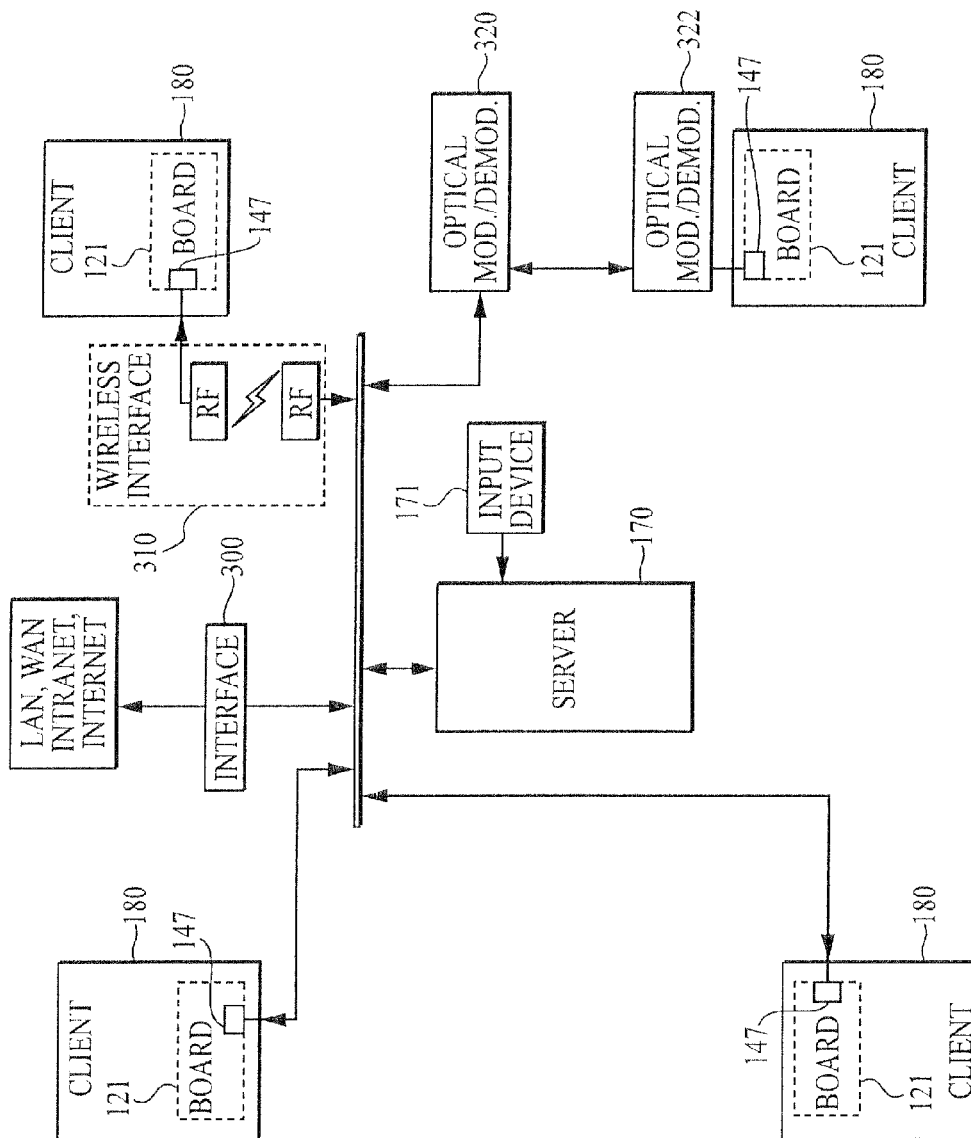 CLIENT
180
121
BOARD
147
LAN, WAN
INTRANET,
INTERNET
300
INTERFACE
310
WIRELESS
INTERFACE
RF
RF
CLIENT
180
121
BOARD
147
171
INPUT
DEVICE
170
SERVER
320
OPTICAL
MOD./DEMOD.
322
OPTICAL
MOD./DEMOD.
147
180
BOARD
121
CLIENT
147
180
BOARD
121
CLIENT